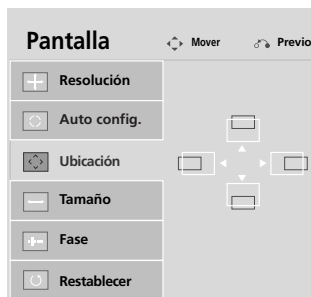 Pantalla Mover Previo
Resolución
Auto config.
Ubicación
Tamaño
Fase
Restablecer